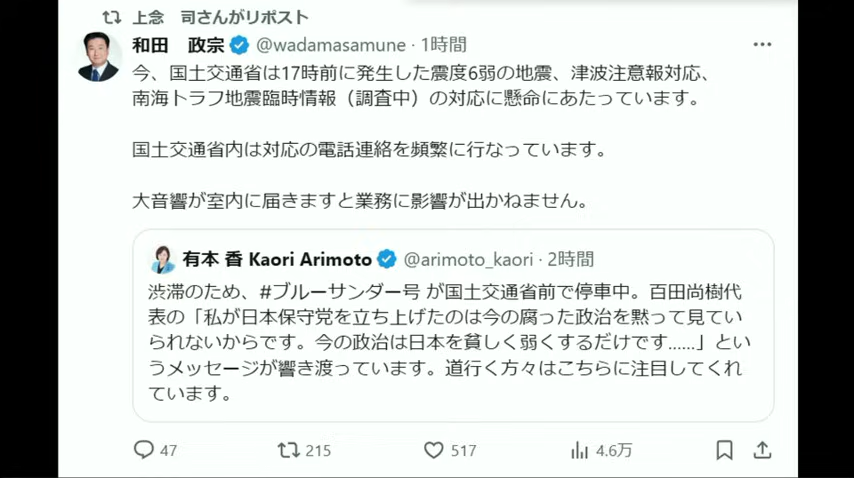 上念 司さんがリポスト
和田 政宗 @wadamasamune · 1時間
今、国土交通省は17時前に発生した震度6弱の地震、津波注意報対応、
南海トラフ地震臨時情報（調査中）の対応に懸命にあたっています。
国土交通省内は対応の電話連絡を頻繁に行なっています。
大音響が室内に届きますと業務に影響が出かねません。
有本 香 Kaori Arimoto @arimoto_kaori · 2時間
渋滞のため、#ブルーサンダー号 が国土交通省前で停車中。百田尚樹代
表の「私が日本保守党を立ち上げたのは今の腐った政治を黙って見てい
られないからです。今の政治は日本を貧しく弱くするだけです……」とい
うメッセージが響き渡っています。道行く方々はこちらに注目してくれ
ています。
47 215 517 4.6万